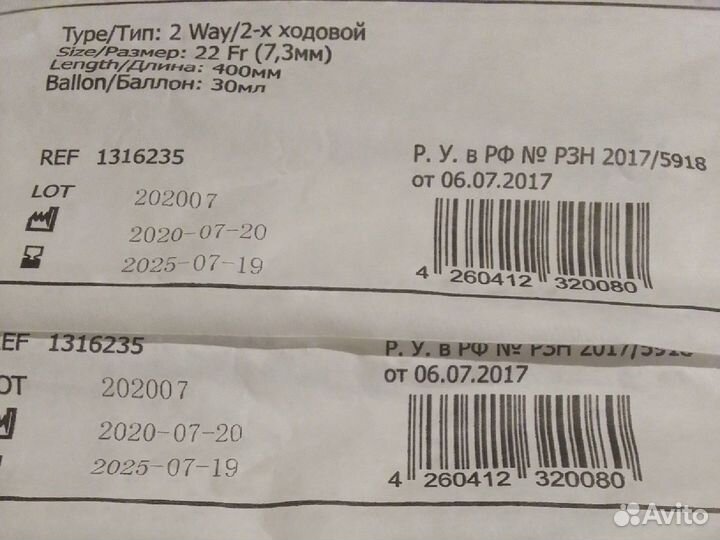 Type/Тип: 2 Way/2-х ходовой
Size/Размер: 22 Fr (7,3мм)
Length/Длина: 400мм
Ballon/Баллон: 30мл
REF 1316235
Р. У. в РФ № РЗН 2017/5918
от 06.07.2017
LOT 202007
2020-07-20
2025-07-19
4 260412 320080
EF 1316235
Р. У. в РФ № РЗН 2017/5918
от 06.07.2017
OT 202007
2020-07-20
2025-07-19
4 260412 320080
Avito